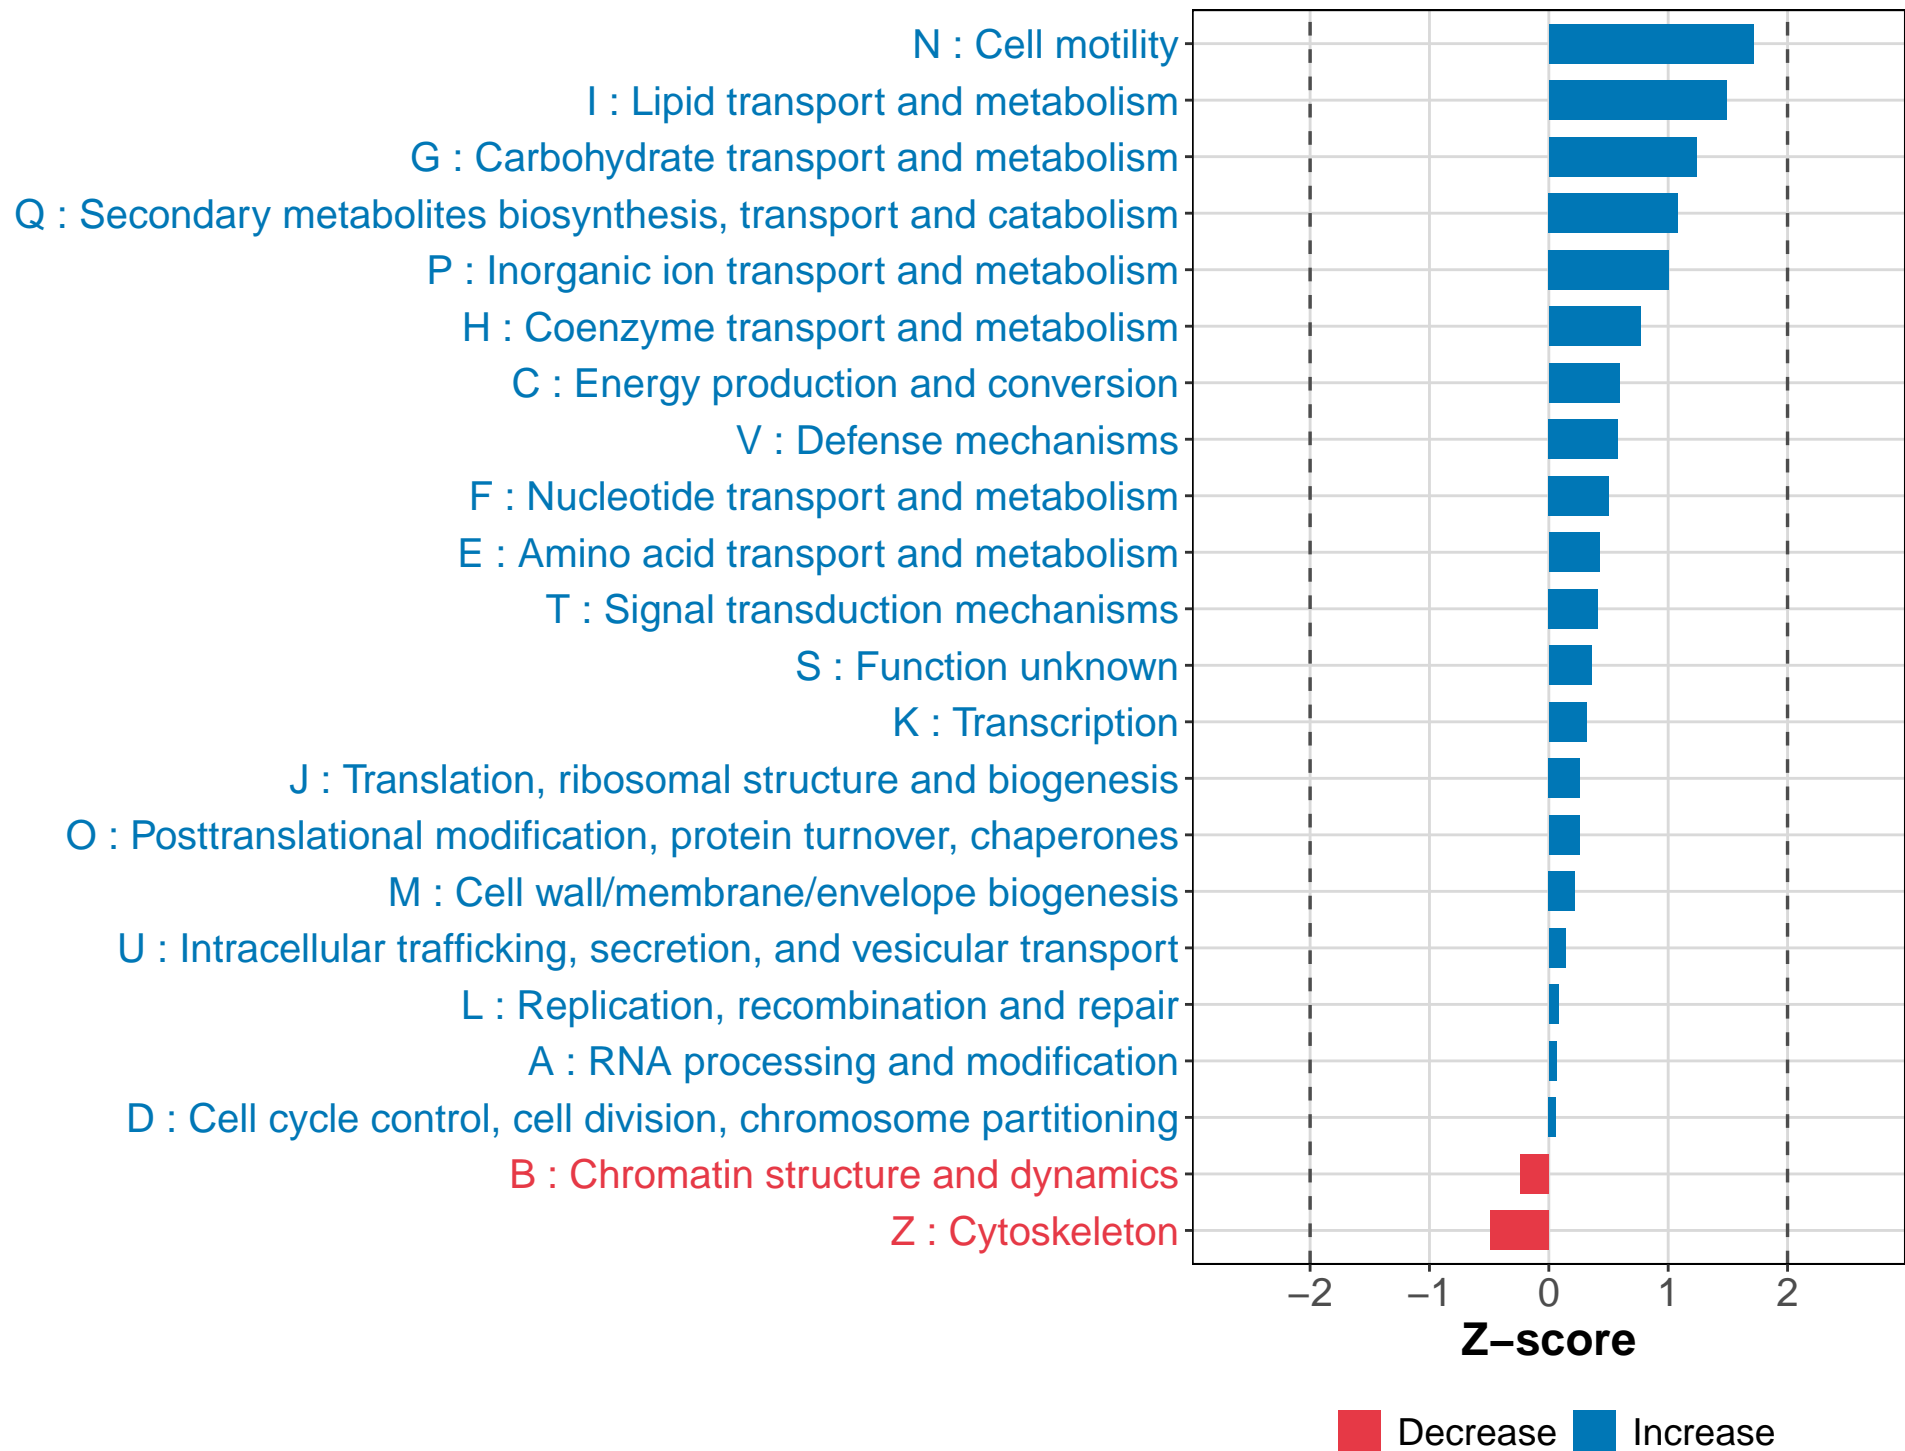 N : Cell motility
I : Lipid transport and metabolism
G : Carbohydrate transport and metabolism
Q : Secondary metabolites biosynthesis, transport and catabolism
P : Inorganic ion transport and metabolism
H : Coenzyme transport and metabolism
C : Energy production and conversion
V : Defense mechanisms
F : Nucleotide transport and metabolism
E : Amino acid transport and metabolism
T : Signal transduction mechanisms
S : Function unknown
K : Transcription
J : Translation, ribosomal structure and biogenesis
O : Posttranslational modification, protein turnover, chaperones
M : Cell wall/membrane/envelope biogenesis
U : Intracellular trafficking, secretion, and vesicular transport
L : Replication, recombination and repair
A : RNA processing and modification
D : Cell cycle control, cell division, chromosome partitioning
B : Chromatin structure and dynamics
Z : Cytoskeleton
−2 −1 0 1 2
Z−score
Decrease Increase